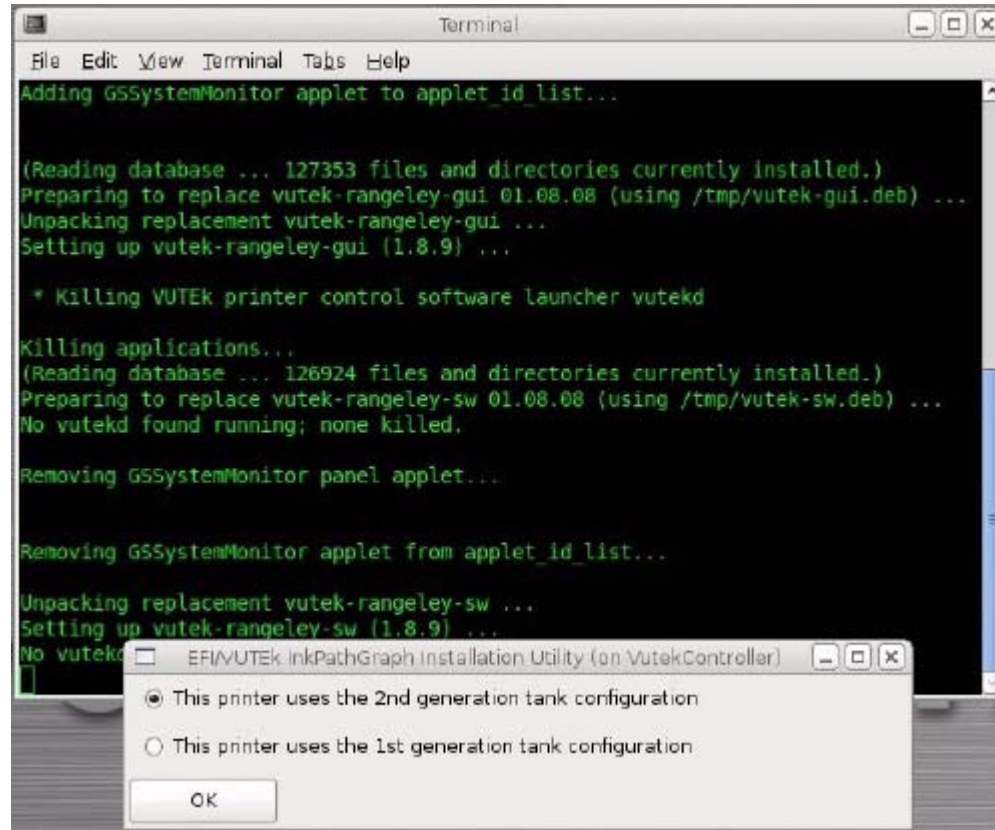 Terminal
File Edit View Terminal Tabs Help
Adding GSSystemMonitor applet to applet_id_list...
(Reading database ... 127353 files and directories currently installed.)
Preparing to replace vutek-rangeley-gui 01.08.08 (using /tmp/vutek-gui.deb) ...
Unpacking replacement vutek-rangeley-gui ...
Setting up vutek-rangeley-gui (1.8.9) ...
* Killing VUTEk printer control software launcher vutekd
Killing applications...
(Reading database ... 126924 files and directories currently installed.)
Preparing to replace vutek-rangeley-sw 01.08.08 (using /tmp/vutek-sw.deb) ...
No vutekd found running; none killed.
Removing GSSystemMonitor panel applet...
Removing GSSystemMonitor applet from applet_id_list...
Unpacking replacement vutek-rangeley-sw ...
Setting up vutek-rangeley-sw (1.8.9) ...
No vutekd
EFI/VUTEk InkPathGraph Installation Utility (on VutekController)
This printer uses the 2nd generation tank configuration
This printer uses the 1st generation tank configuration
OK